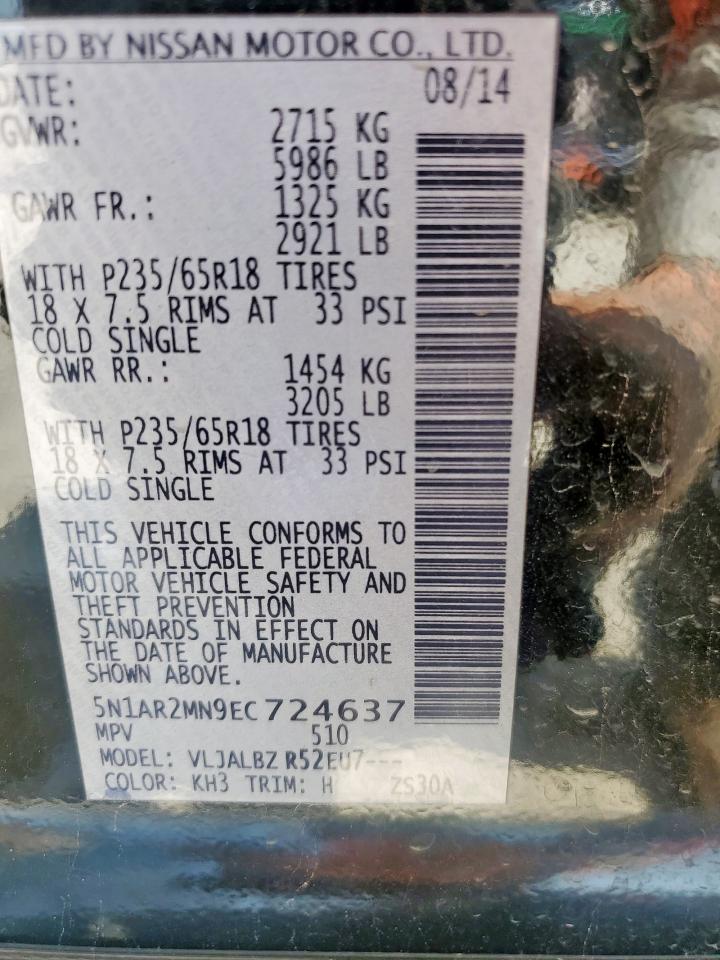 MFD BY NISSAN MOTOR CO., LTD.
DATE: 08/14
GVWR: 2715 KG
5986 LB
GAWR FR.: 1325 KG
2921 LB
WITH P235/65R18 TIRES
18 X 7.5 RIMS AT 33 PSI
COLD SINGLE
GAWR RR.: 1454 KG
3205 LB
WITH P235/65R18 TIRES
18 X 7.5 RIMS AT 33 PSI
COLD SINGLE
THIS VEHICLE CONFORMS TO
ALL APPLICABLE FEDERAL
MOTOR VEHICLE SAFETY AND
THEFT PREVENTION
STANDARDS IN EFFECT ON
THE DATE OF MANUFACTURE
SHOWN ABOVE.
5N1AR2MN9EC724637
MPV 510
MODEL: VLJALBZ R52EU7---
COLOR: KH3 TRIM: H ZS30A